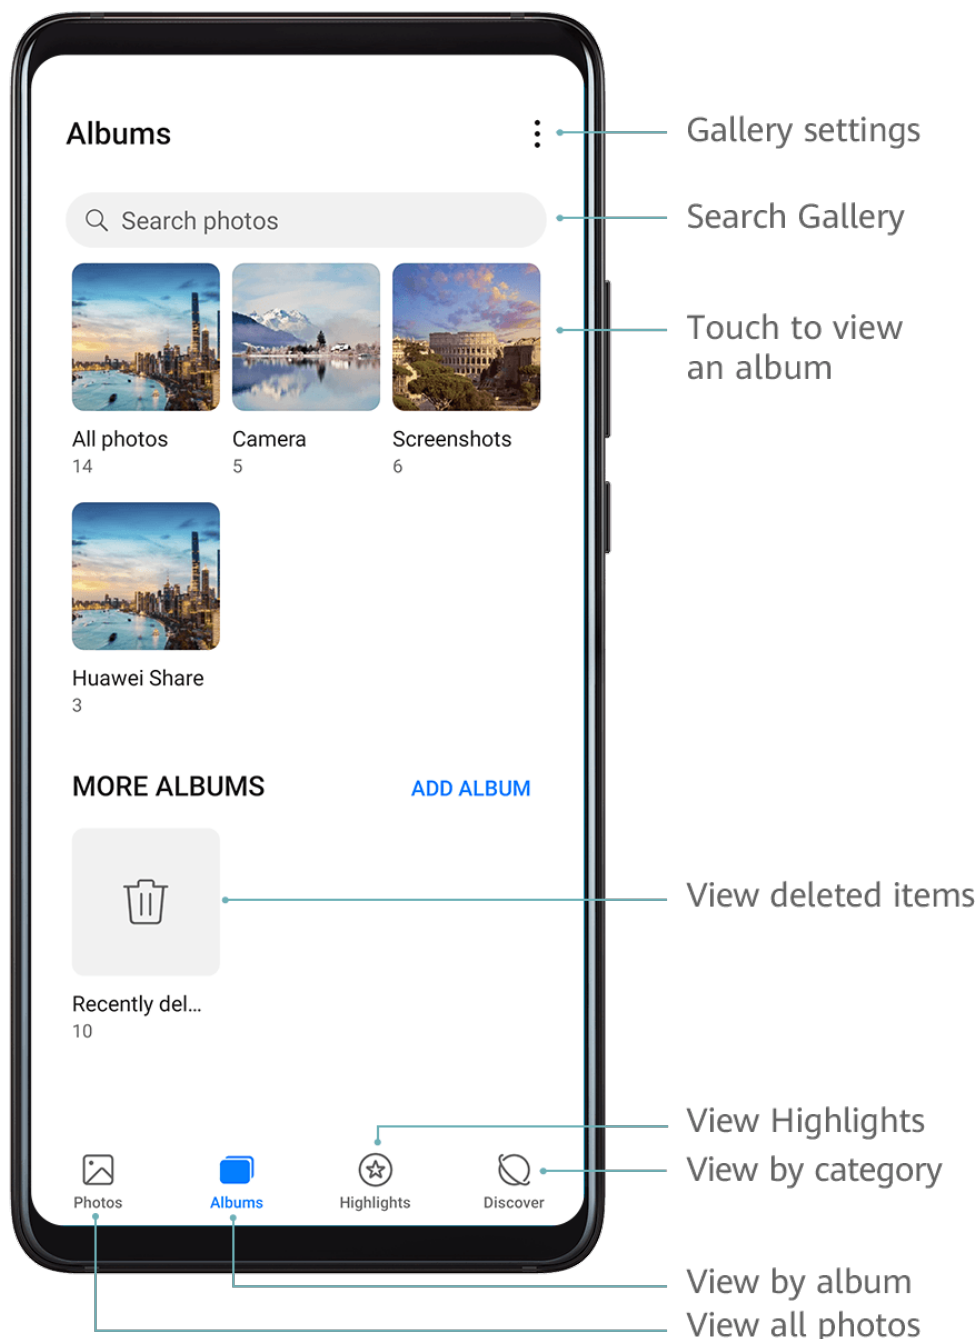 Albums
Gallery settings
Search photos
Search Gallery
Touch to view
an album
All photos
14
Camera
5
Screenshots
6
Huawei Share
3
MORE ALBUMS
ADD ALBUM
View deleted items
Recently del...
10
View Highlights
View by category
Photos
Albums
Highlights
Discover
View by album
View all photos